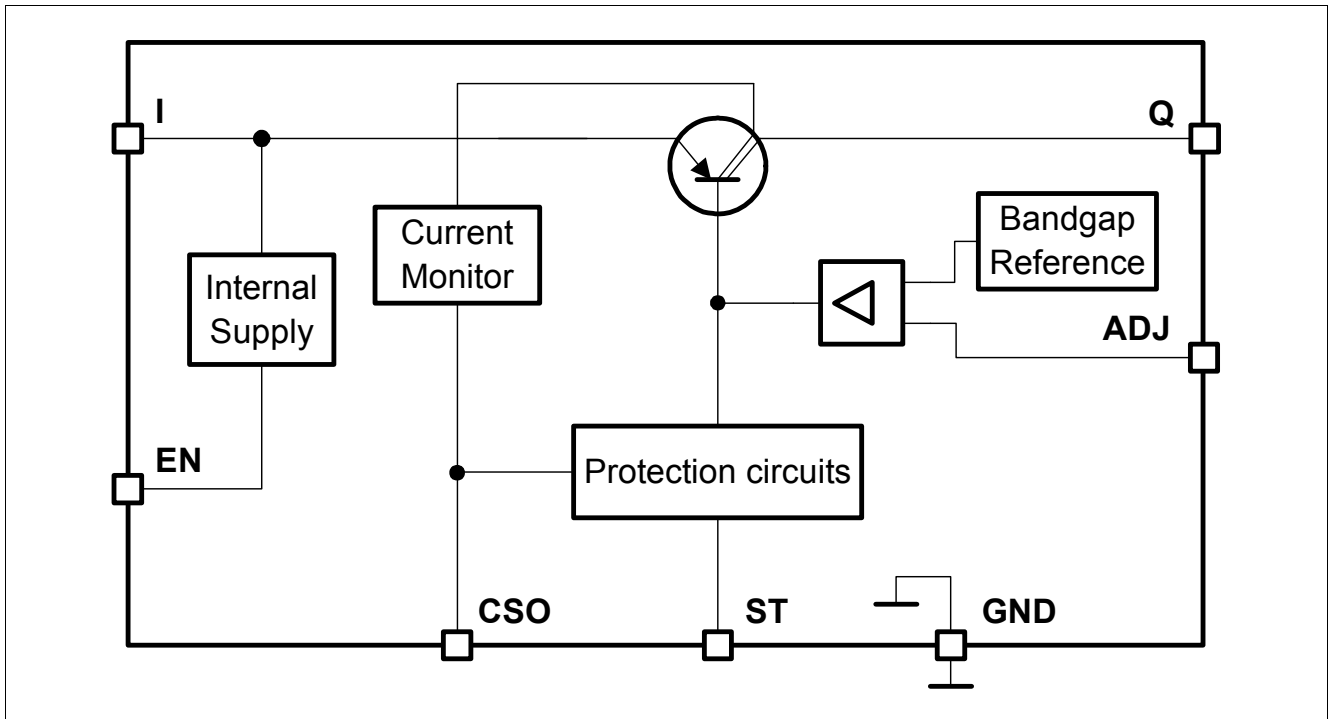 I
Q
Current
Monitor
Bandgap
Reference
Internal
Supply
ADJ
EN
Protection circuits
CSO
ST
GND